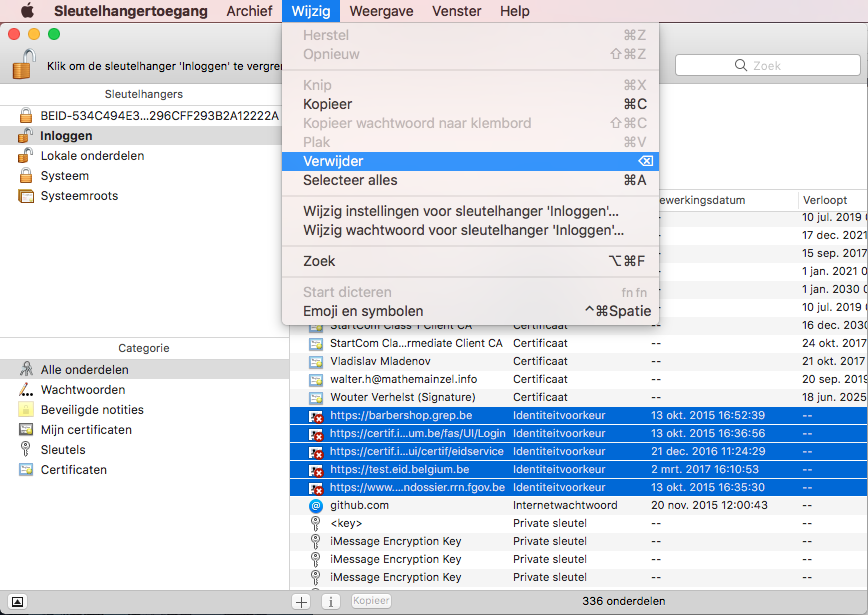 Sleutelhangertoegang Archief Wijzig Weergave Venster Help
Klik om de sleutelhanger 'Inloggen' te vergre
Zoek
Herstel ⌘Z
Opnieuw ⇧⌘Z
Knip ⌘X
Kopieer ⌘C
Kopieer wachtwoord naar klembord ⇧⌘C
Plak ⌘V
Verwijder ⌫
Selecteer alles ⌘A
Wijzig instellingen voor sleutelhanger 'Inloggen'...
Wijzig wachtwoord voor sleutelhanger 'Inloggen'...
Zoek ⌥⌘F
Start dicteren fn fn
Emoji en symbolen ^⌘Spatie
Sleutelhangers
BEID-534C494E3...296CFF293B2A12222A
Inloggen
Lokale onderdelen
Systeem
Systeemroots
Categorie
Alle onderdelen
Wachtwoorden
Beveiligde notities
Mijn certificaten
Sleutels
Certificaten
ewerkingsdatum Verloopt
-- 10 jul. 2019
-- 17 dec. 2021
-- 15 sep. 2017
-- 1 jan. 2021 0
-- 1 jan. 2030 0
-- 10 jul. 2019 0
StartCom Class 1 Client CA Certificaat -- 16 dec. 2030
StartCom Cla...rmediate Client CA Certificaat -- 24 okt. 2017
Vladislav Mladenov Certificaat -- 21 okt. 2017
walter.h@mathemainzel.info Certificaat -- 20 sep. 2019
Wouter Verhelst (Signature) Certificaat -- 18 jun. 2025
https://barbershop.grep.be Identiteitvoorkeur 13 okt. 2015 16:52:39 --
https://certif.i...um.be/fas/UI/Login Identiteitvoorkeur 13 okt. 2015 16:36:56 --
https://certif.i...ui/certif/eidservice Identiteitvoorkeur 21 dec. 2016 11:24:29 --
https://test.eid.belgium.be Identiteitvoorkeur 2 mrt. 2017 16:10:53 --
https://www....ndossier.rrn.fgov.be Identiteitvoorkeur 13 okt. 2015 16:35:30 --
github.com Internetwachtwoord 20 nov. 2015 12:00:43 --
<key> Private sleutel -- --
iMessage Encryption Key Private sleutel -- --
iMessage Encryption Key Private sleutel -- --
iMessage Encryption Key Private sleutel -- --
Kopieer
336 onderdelen